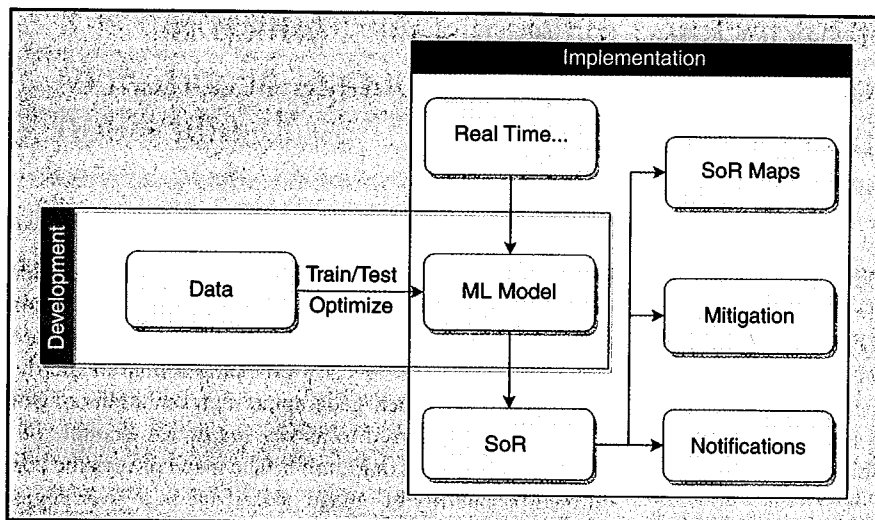 Implementation
Real Time...
SoR Maps
Development
Data
Train/Test
Optimize
ML Model
Mitigation
SoR
Notifications